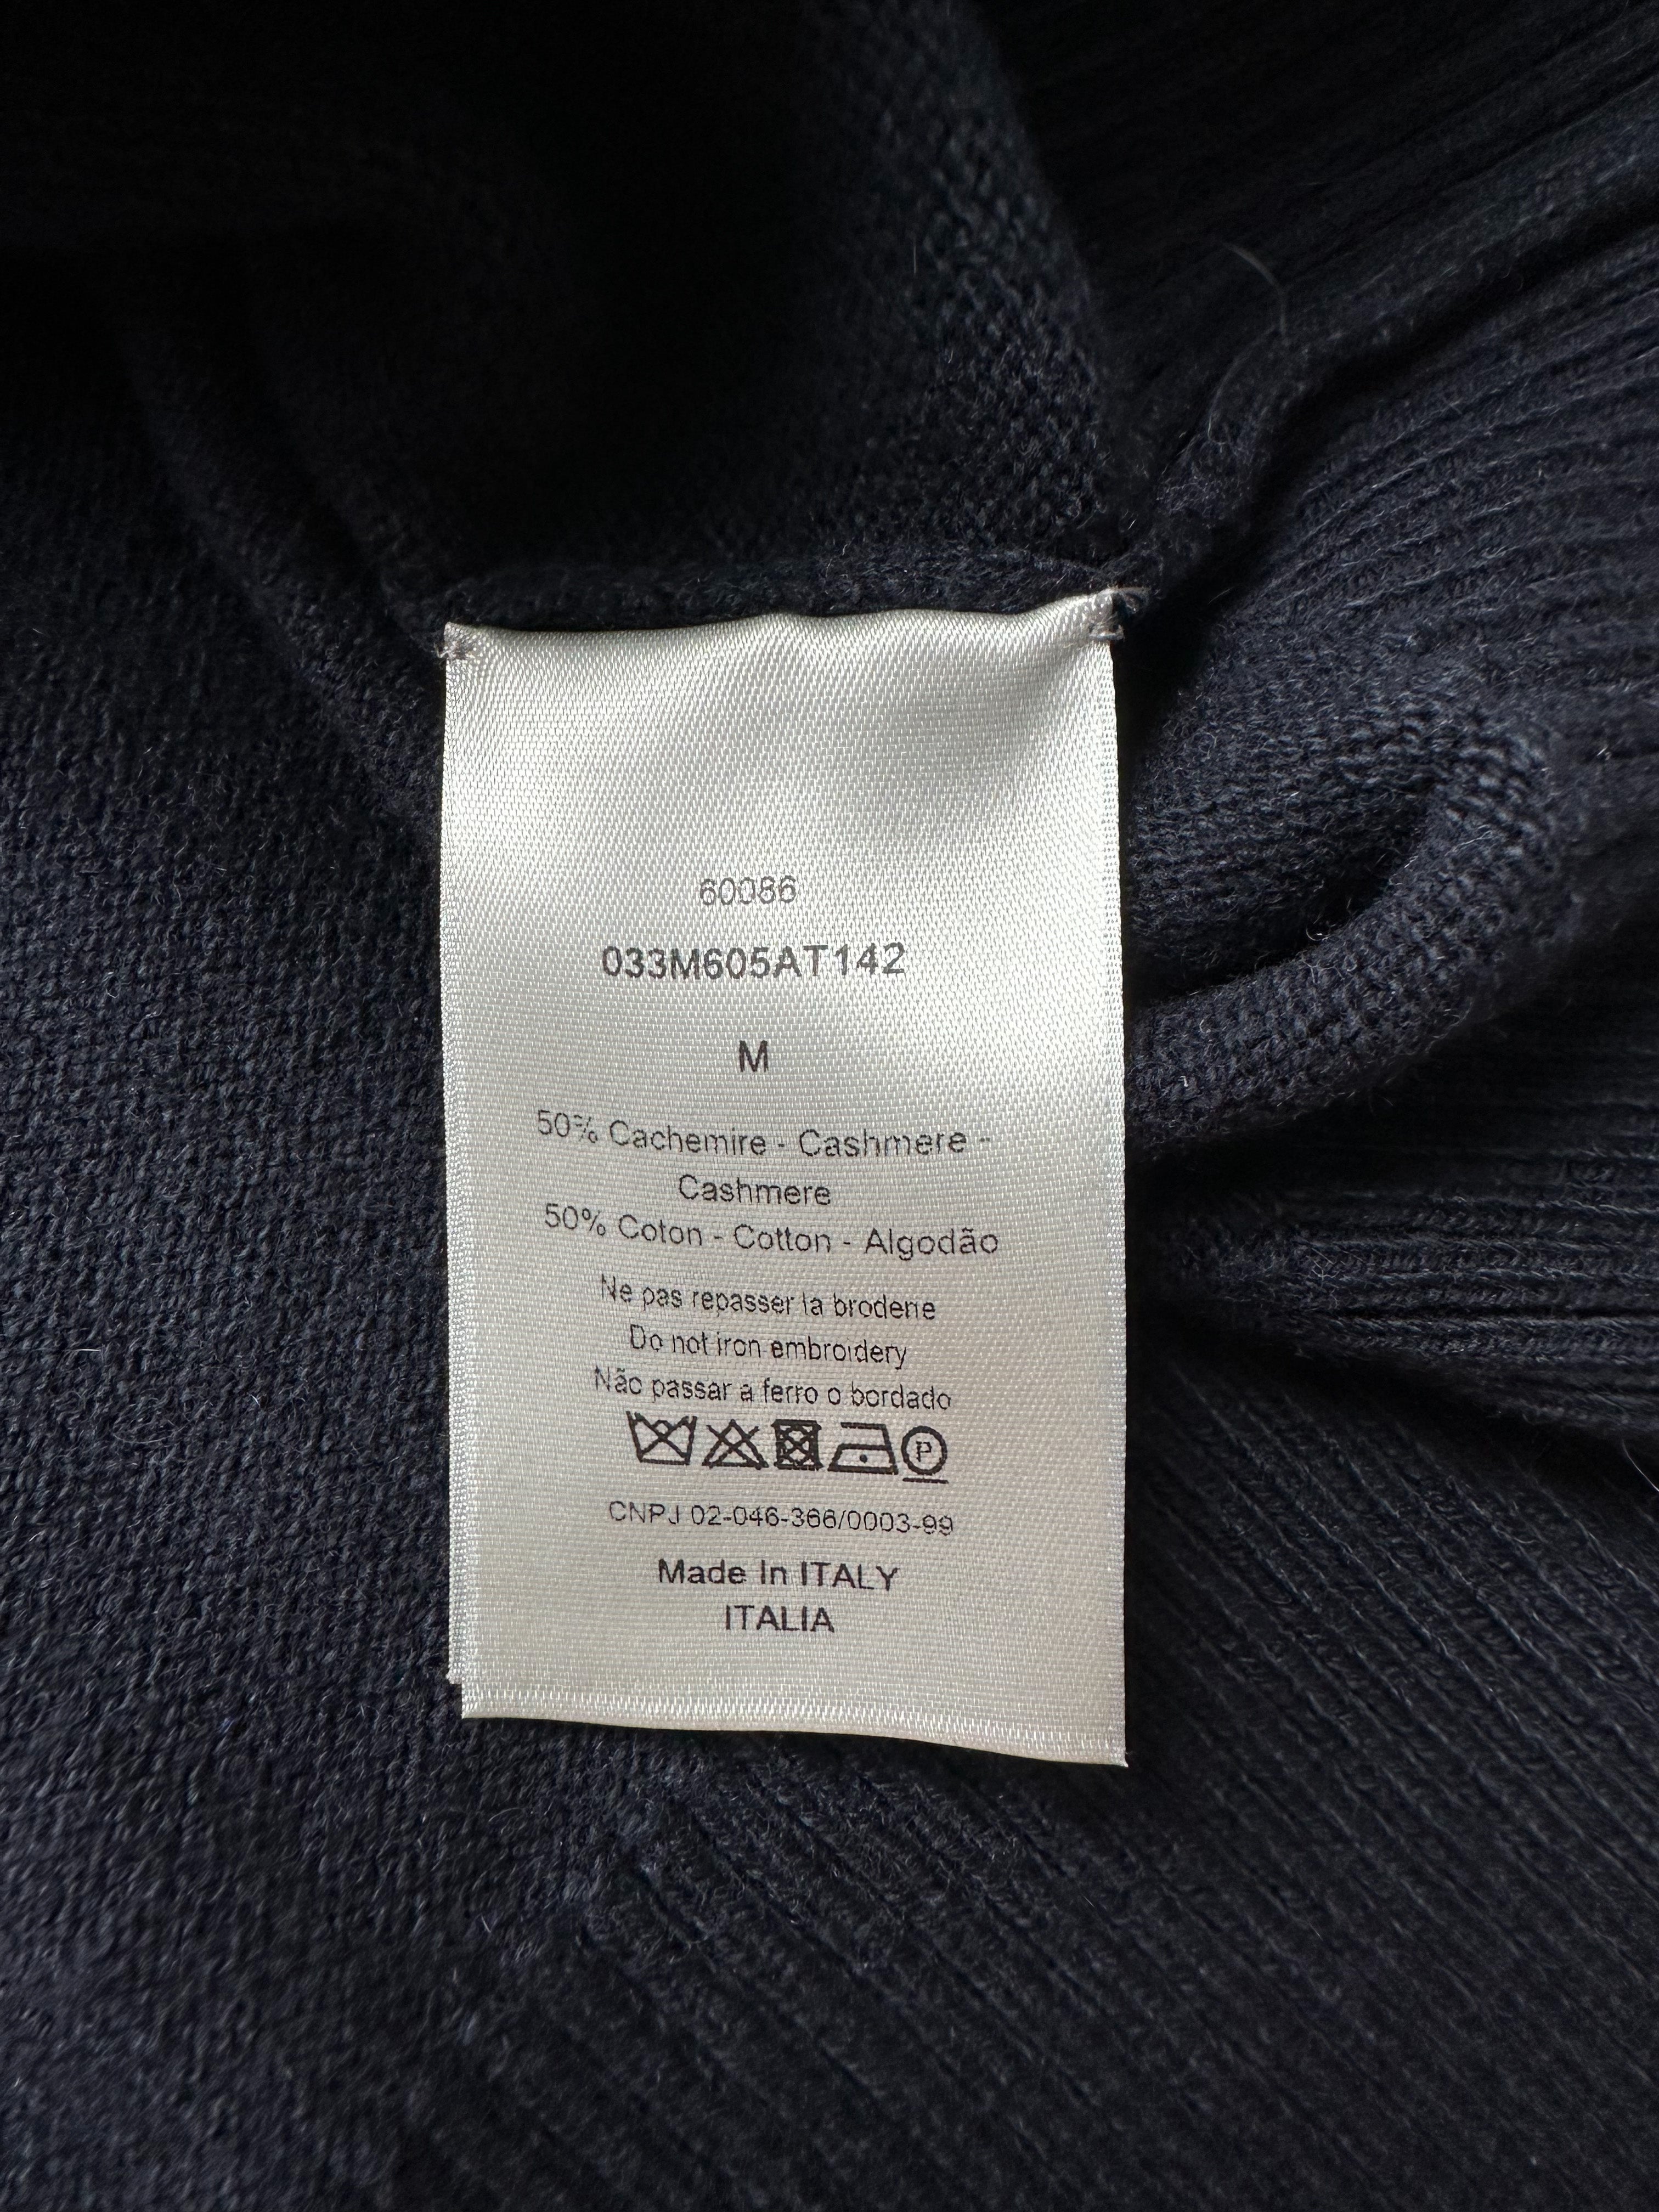 60086
033M605AT142
M
50% Cachemire - Cashmere -
Cashmere
50% Coton - Cotton - Algodão
Ne pas repasser la broderie
Do not iron embroidery
Não passar a ferro o bordado
P
CNPJ 02-046-366/0003-99
Made In ITALY
ITALIA